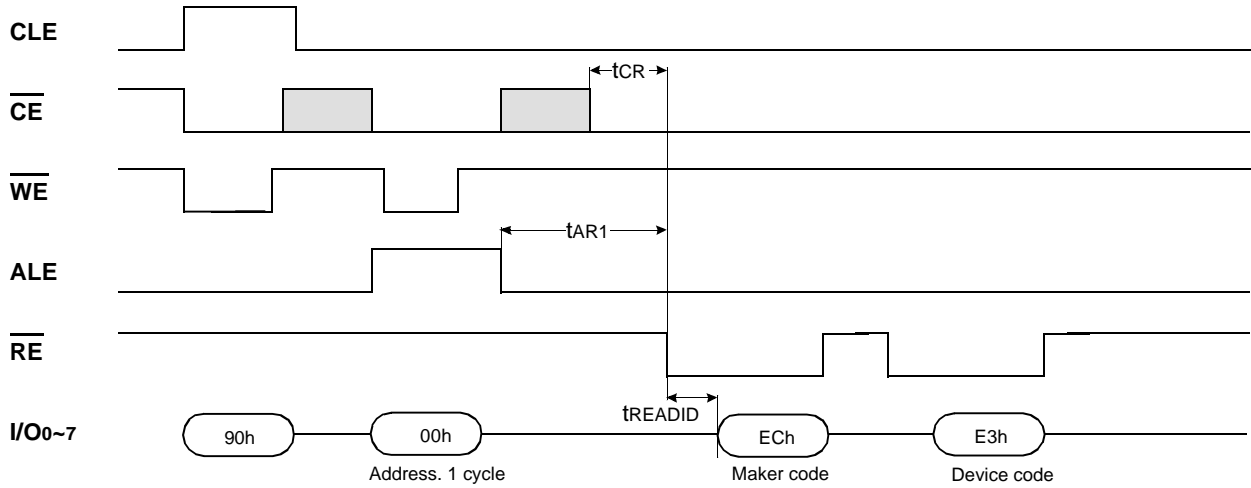 CLE
tCR
CE
WE
tAR1
ALE
RE
tREADID
I/O0~7
90h
00h
ECh
E3h
Address. 1 cycle
Maker code
Device code